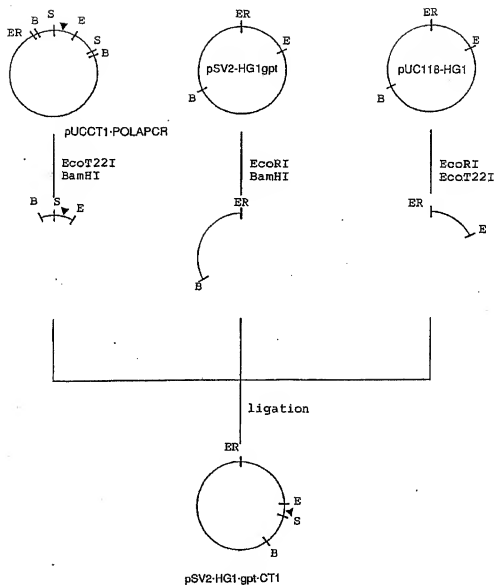 ER B S E S B
pUCCT1-POLAPCR
EcoT22I
BamHI
B S E
ER
E
B
pSV2-HG1gpt
EcoRI
BamHI
ER
B
ER
E
B
pUC118-HG1
EcoRI
EcoT22I
ER
E
ligation
ER
E
S
B
pSV2-HG1-gpt-CT1